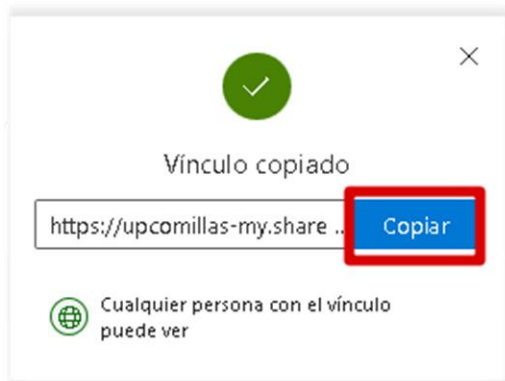 Vínculo copiado
https://upcomillas-my.share ..
Copiar
Cualquier persona con el vínculo
puede ver